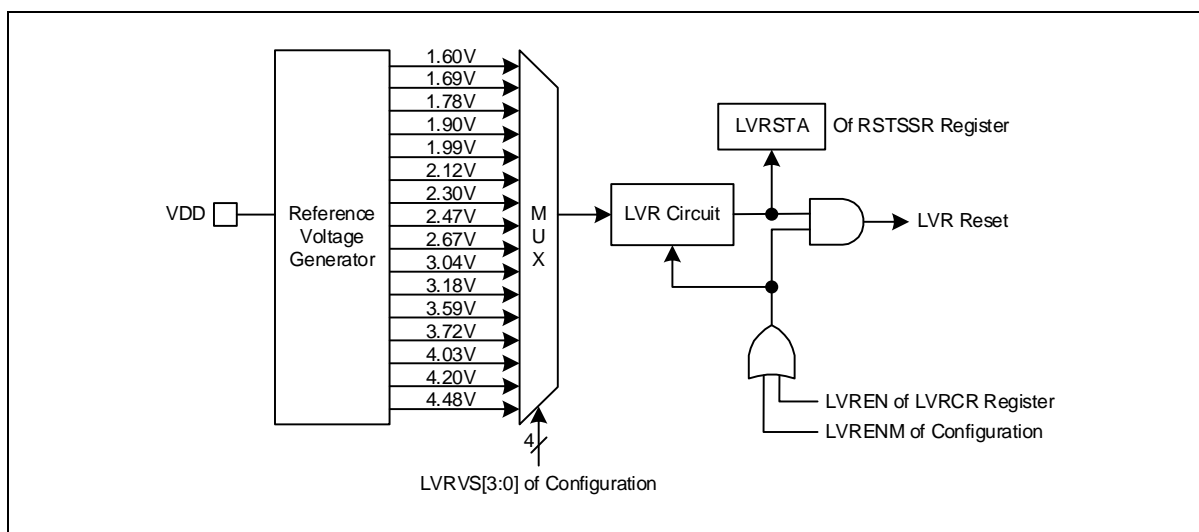 1.60V
1.69V
1.78V
1.90V
1.99V
2.12V
2.30V
2.47V
2.67V
3.04V
3.18V
3.59V
3.72V
4.03V
4.20V
4.48V
VDD
Reference
Voltage
Generator
M
U
X
4
LVRVS[3:0] of Configuration
LVR Circuit
LVRSTA
Of RSTSSR Register
LVR Reset
LVREN of LVRCR Register
LVRENM of Configuration